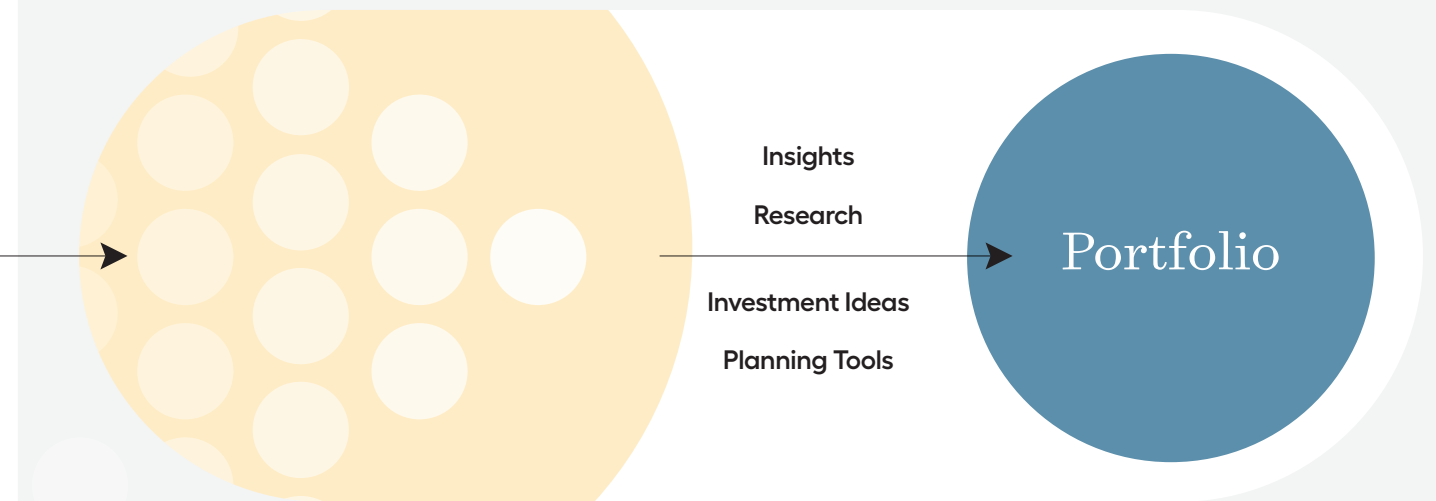 Insights
Research
Portfolio
Investment Ideas
Planning Tools